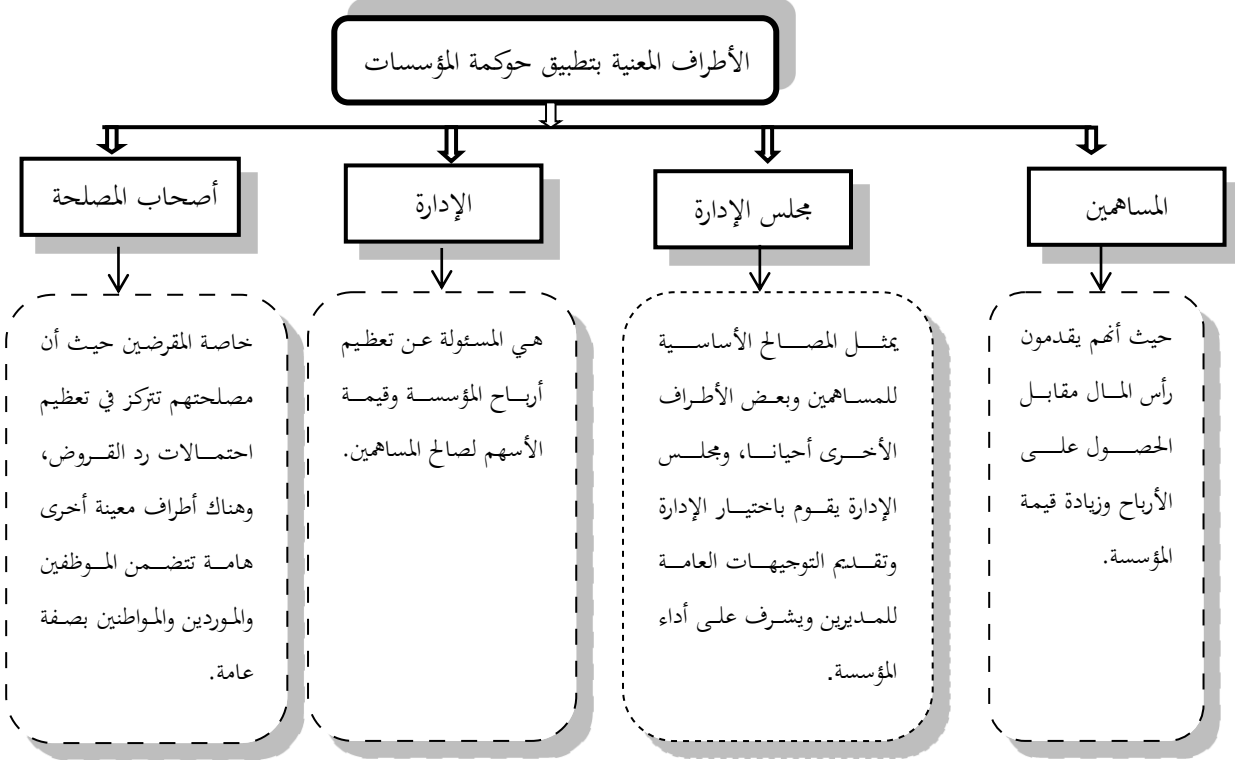 الأطراف المعنية بتطبيق حوكمة المؤسسات
المساهمين
مجلس الإدارة
الإدارة
أصحاب المصلحة
حيث أنهم يقدمون
رأس المال مقابل
الحصول على
الأرباح وزيادة قيمة
المؤسسة.
يمثل المصالح الأساسية
للمساهمين وبعض الأطراف
الأخرى أحيانا، ومجلس
الإدارة يقوم باختيار الإدارة
وتقديم التوجيهات العامة
للمديرين ويشرف على أداء
المؤسسة.
هي المسئولة عن تعظيم
أرباح المؤسسة وقيمة
الأسهم لصالح المساهمين.
خاصة المقرضين حيث أن
مصلحتهم تتركز في تعظيم
احتمالات رد القروض،
وهناك أطراف معينة أخرى
هامة تتضمن الموظفين
والموردين والمواطنين بصفة
عامة.